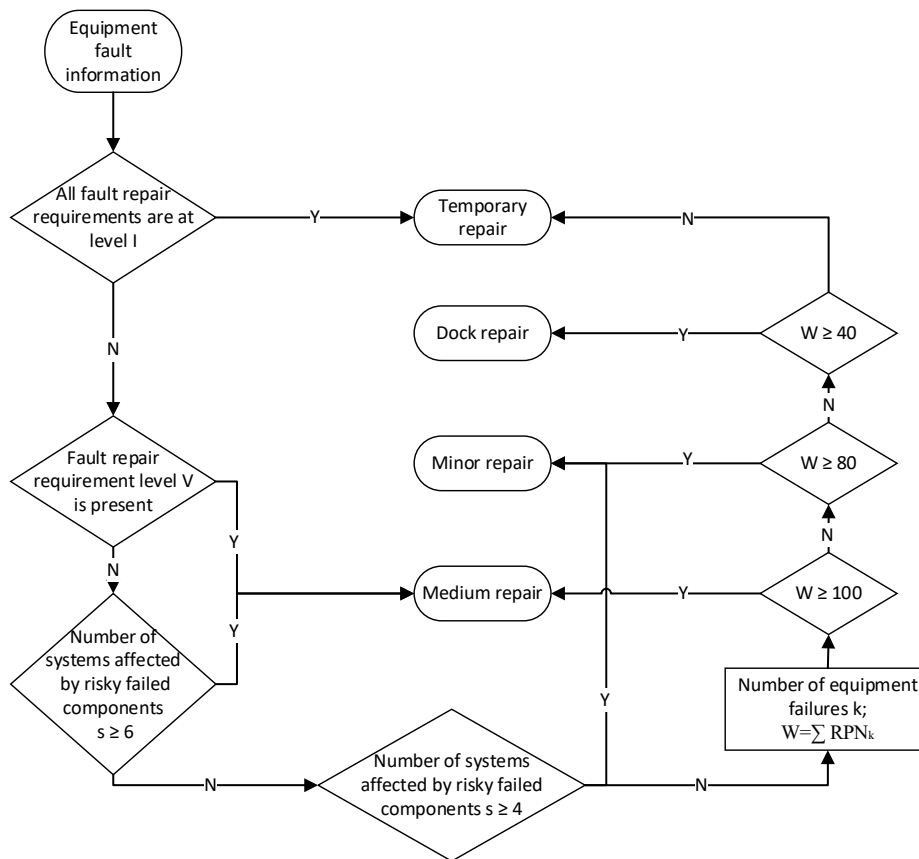 Equipment
fault
information
All fault repair
requirements are at
level I
Y
Temporary
repair
N
W ≥ 40
Y
Dock repair
N
N
Fault repair
requirement level V
is present
Y
Minor repair
Y
W ≥ 80
N
N
Medium repair
Y
W ≥ 100
Y
Number of
systems affected
by risky failed
components
s ≥ 6
Y
Number of equipment
failures k;
W=∑ RPNₖ
N
Number of systems
affected by risky failed
components s ≥ 4
N